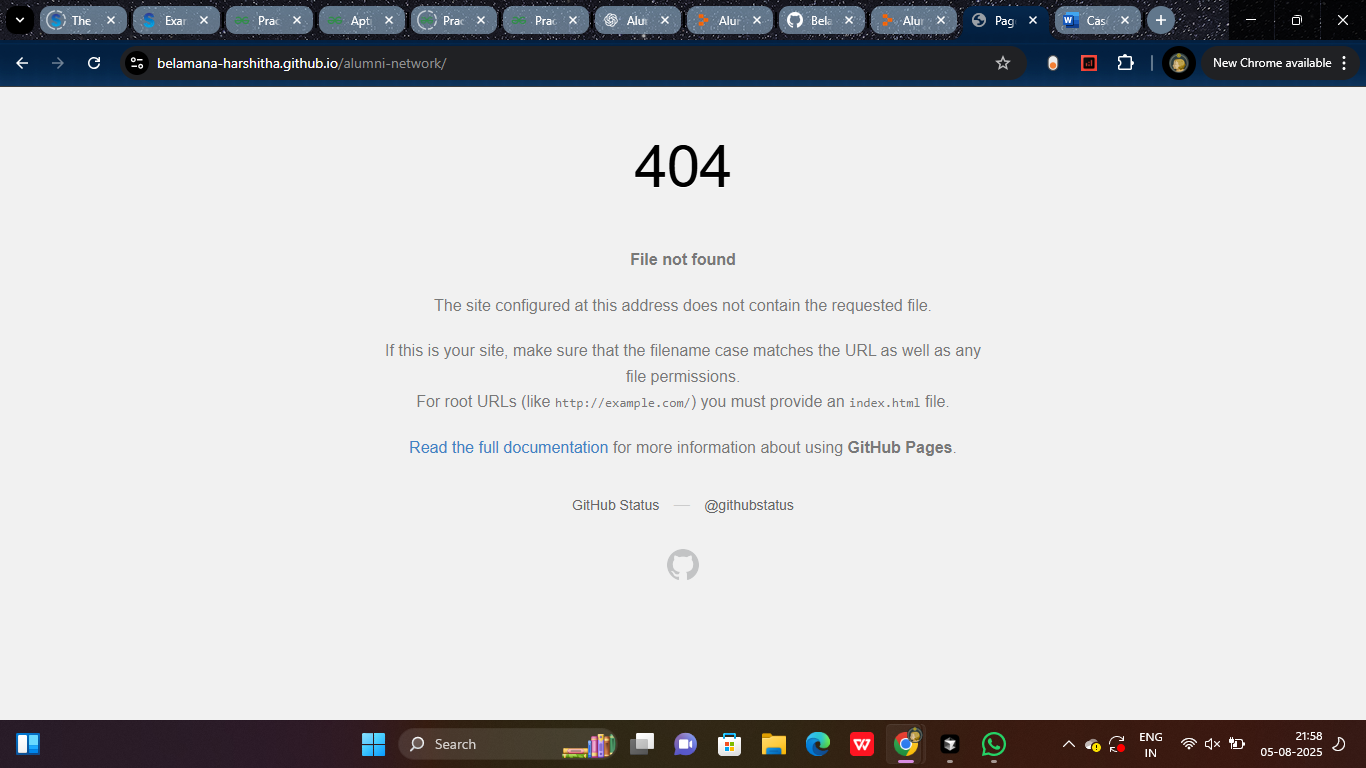 The
Exar
Prac
Apti
Prac
Prac
Alur
Alur
Bela
Alur
Pag
Cas
belamana-harshitha.github.io/alumni-network/
New Chrome available
404
File not found
The site configured at this address does not contain the requested file.
If this is your site, make sure that the filename case matches the URL as well as any
file permissions.
For root URLs (like http://example.com/) you must provide an index.html file.
Read the full documentation for more information about using GitHub Pages.
GitHub Status — @githubstatus
Search
ENG
IN
21:58
05-08-2025